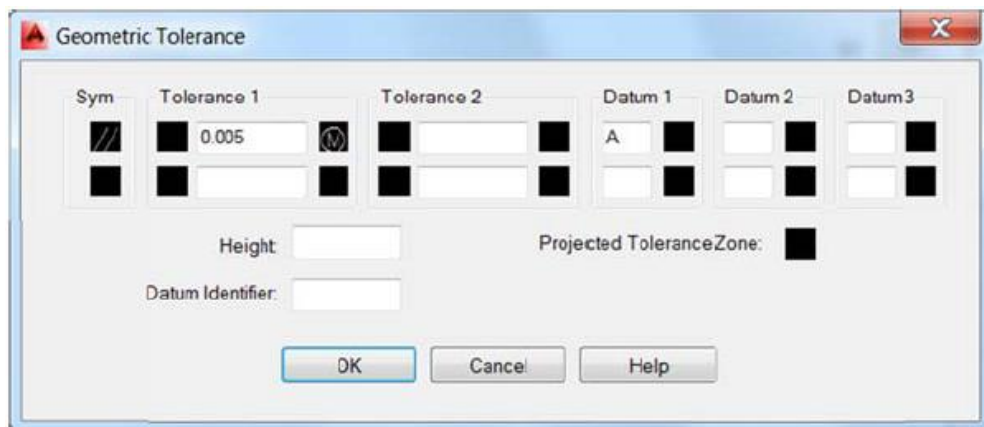 Geometric Tolerance
Sym Tolerance 1 Tolerance 2 Datum 1 Datum 2 Datum3
// 0.005 Ⓜ A
Height
Projected ToleranceZone:
Datum Identifier:
OK Cancel Help